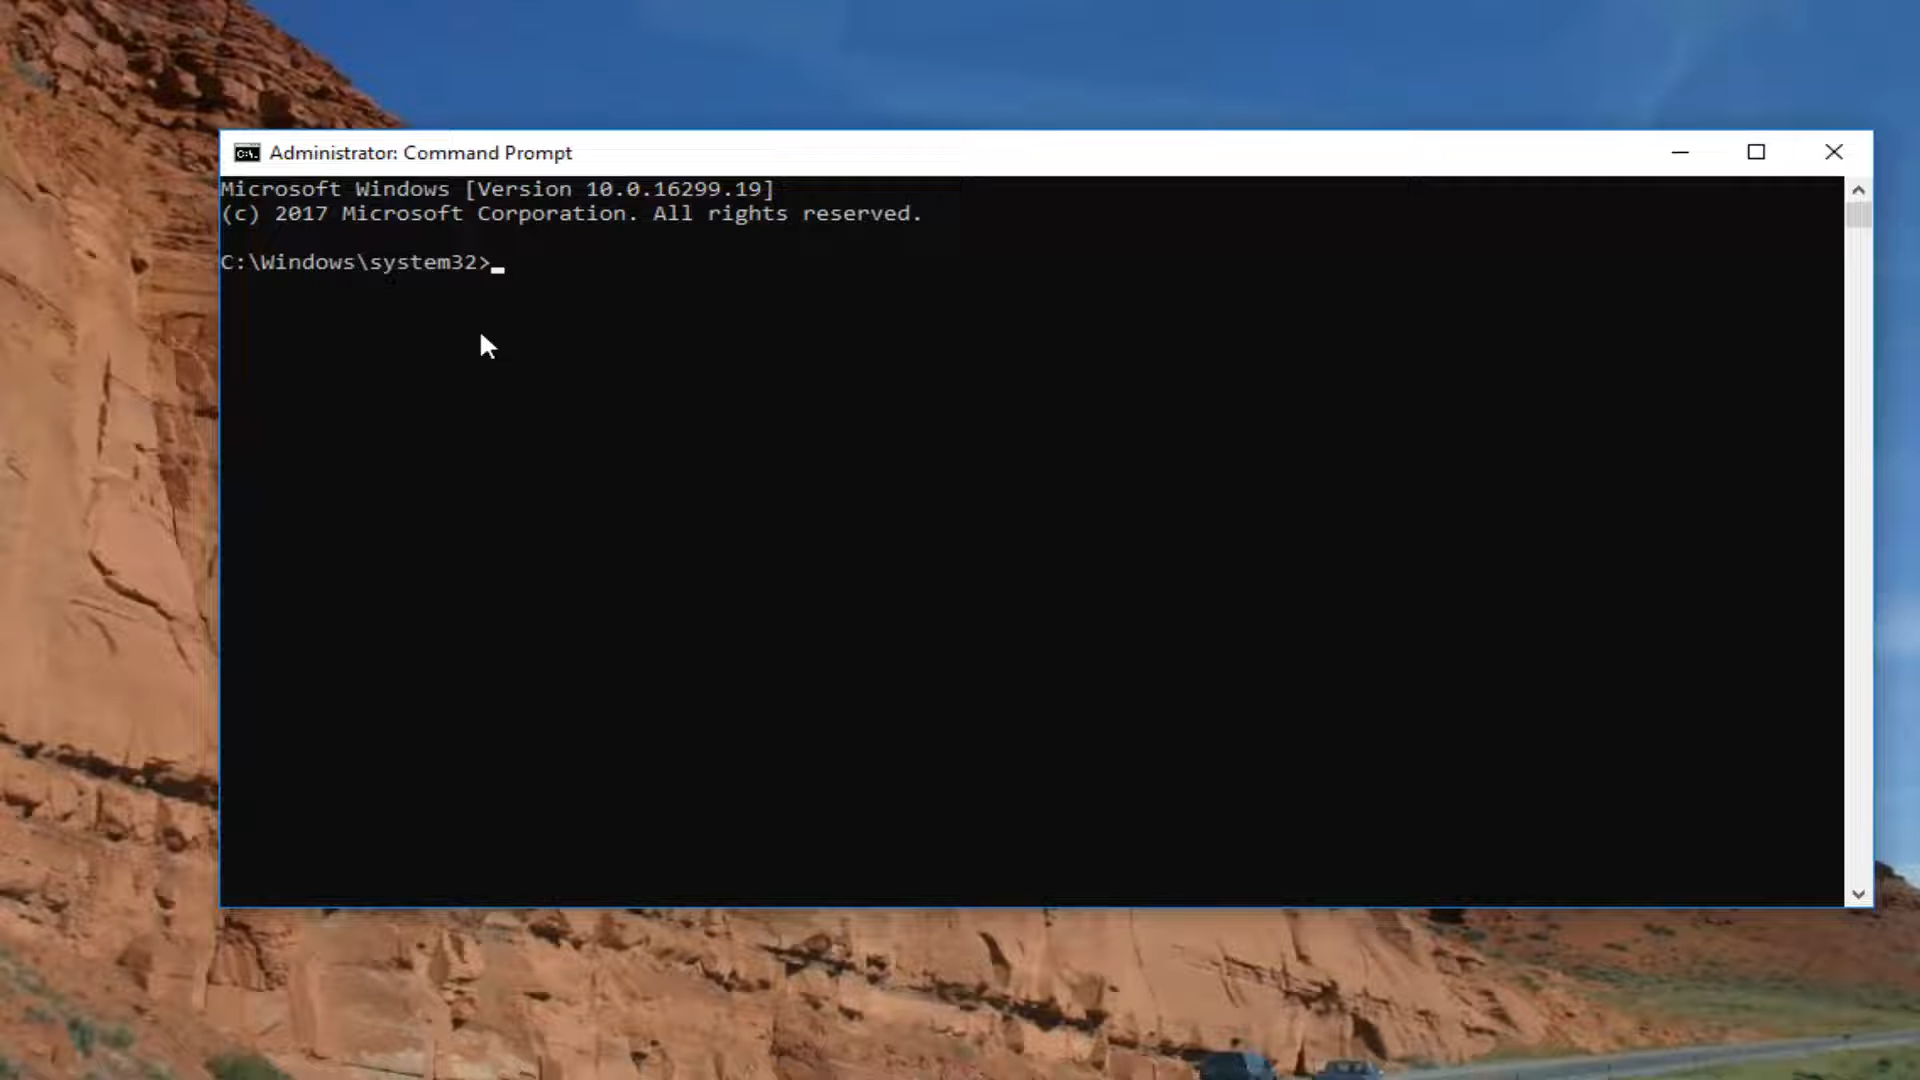 Administrator: Command Prompt
Microsoft Windows [Version 10.0.16299.19]
(c) 2017 Microsoft Corporation. All rights reserved.
C:\Windows\system32>